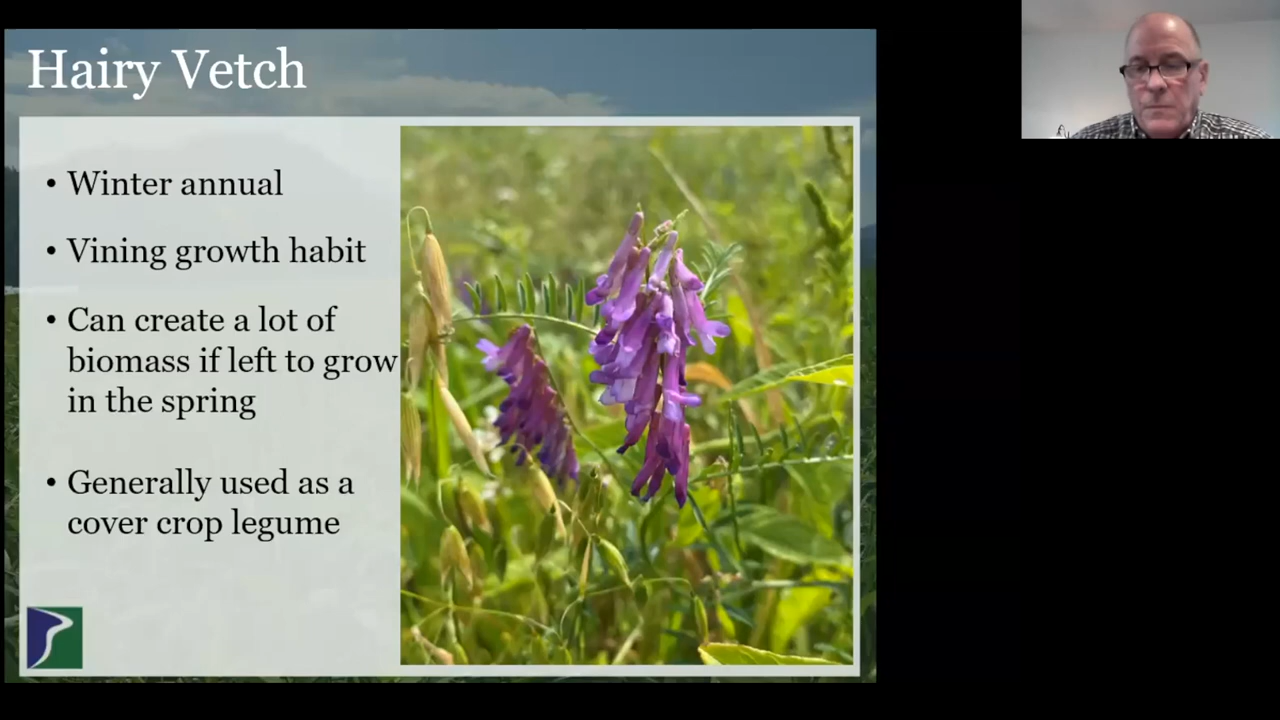 Hairy Vetch
• Winter annual
• Vining growth habit
• Can create a lot of
biomass if left to grow
in the spring
• Generally used as a
cover crop legume